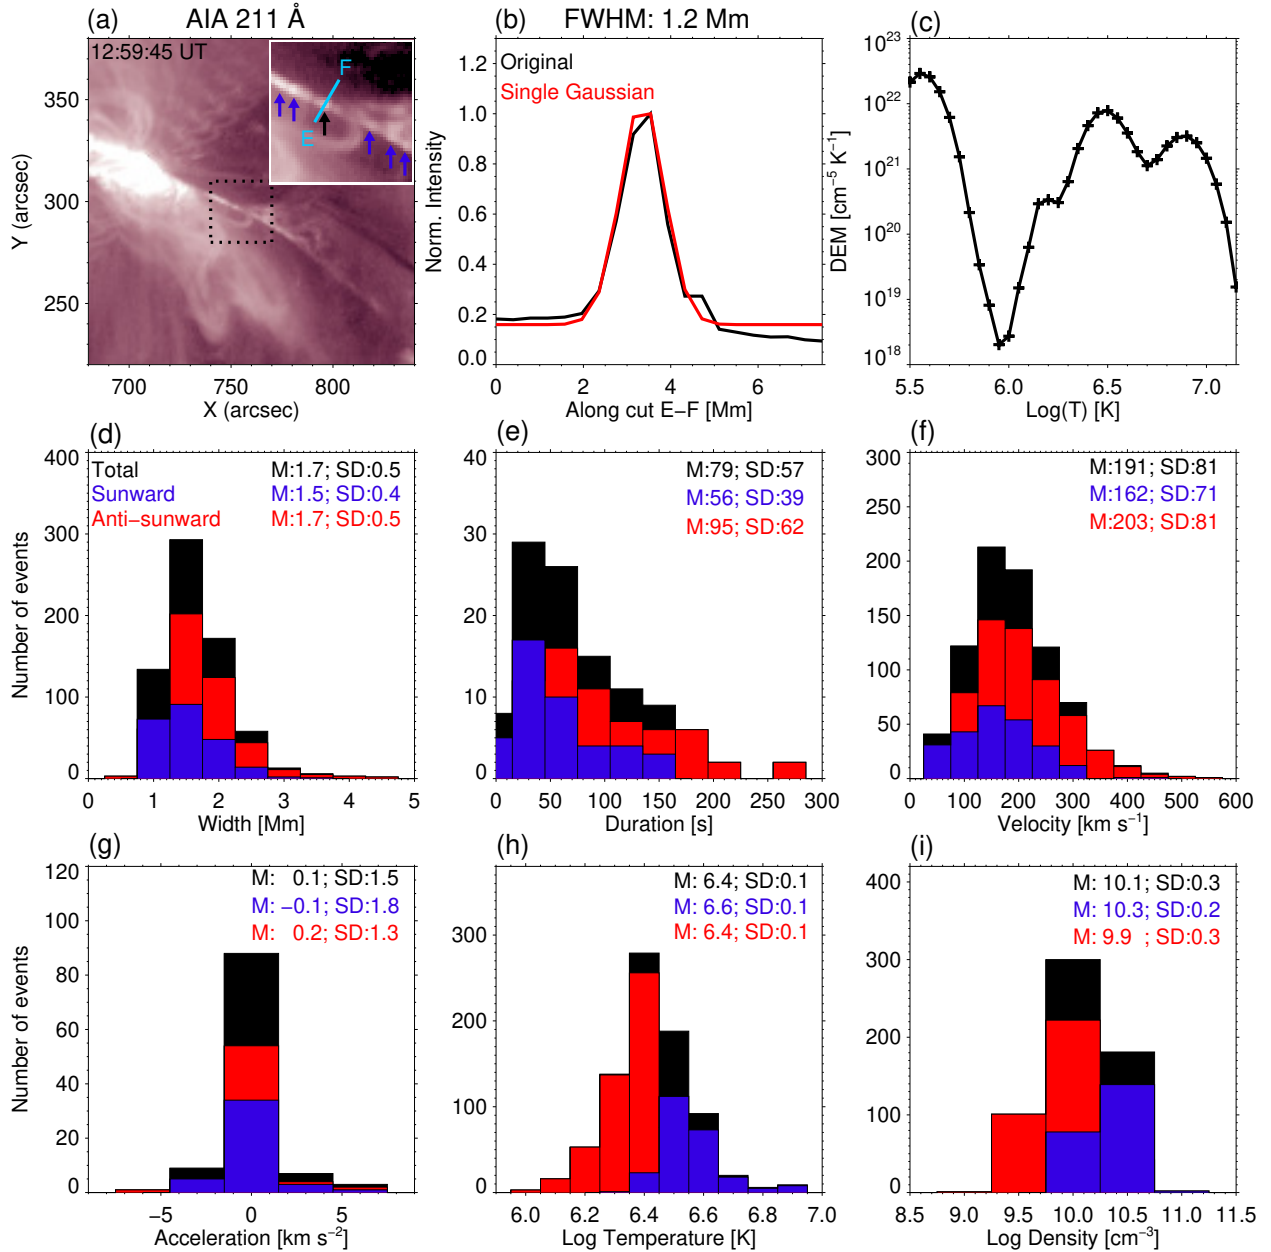 (a) AIA 211 Å
12:59:45 UT
F
E
350
300
250
Y (arcsec)
700 750 800
X (arcsec)
(b) FWHM: 1.2 Mm
Original
Single Gaussian
1.2
1.0
0.8
0.6
0.4
0.2
0.0
Norm. Intensity
0 2 4 6
Along cut E−F [Mm]
(c)
10²³
10²²
10²¹
10²⁰
10¹⁹
10¹⁸
DEM [cm⁻⁵ K⁻¹]
5.5 6.0 6.5 7.0
Log(T) [K]
(d)
Total M:1.7; SD:0.5
Sunward M:1.5; SD:0.4
Anti−sunward M:1.7; SD:0.5
400
300
200
100
0
Number of events
0 1 2 3 4 5
Width [Mm]
(e)
M:79; SD:57
M:56; SD:39
M:95; SD:62
40
30
20
10
0
0 50 100 150 200 250 300
Duration [s]
(f)
M:191; SD:81
M:162; SD:71
M:203; SD:81
300
250
200
150
100
50
0
0 100 200 300 400 500 600
Velocity [km s⁻¹]
(g)
M: 0.1; SD:1.5
M: −0.1; SD:1.8
M: 0.2; SD:1.3
120
100
80
60
40
20
0
Number of events
−5 0 5
Acceleration [km s⁻²]
(h)
M: 6.4; SD:0.1
M: 6.6; SD:0.1
M: 6.4; SD:0.1
300
200
100
0
6.0 6.2 6.4 6.6 6.8 7.0
Log Temperature [K]
(i)
M: 10.1; SD:0.3
M: 10.3; SD:0.2
M: 9.9 ; SD:0.3
400
300
200
100
0
8.5 9.0 9.5 10.0 10.5 11.0 11.5
Log Density [cm⁻³]